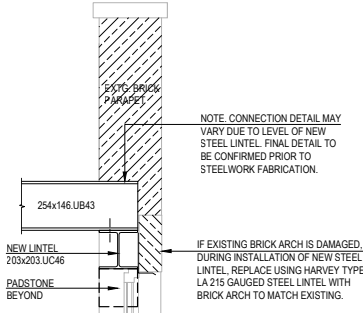 EXTG. BRICK
PARAPET
NOTE. CONNECTION DETAIL MAY
VARY DUE TO LEVEL OF NEW
STEEL LINTEL. FINAL DETAIL TO
BE CONFIRMED PRIOR TO
STEELWORK FABRICATION.
254x146.UB43
NEW LINTEL
203x203.UC46
PADSTONE
BEYOND
IF EXISTING BRICK ARCH IS DAMAGED,
DURING INSTALLATION OF NEW STEEL
LINTEL, REPLACE USING HARVEY TYPE
LA 215 GAUGED STEEL LINTEL WITH
BRICK ARCH TO MATCH EXISTING.